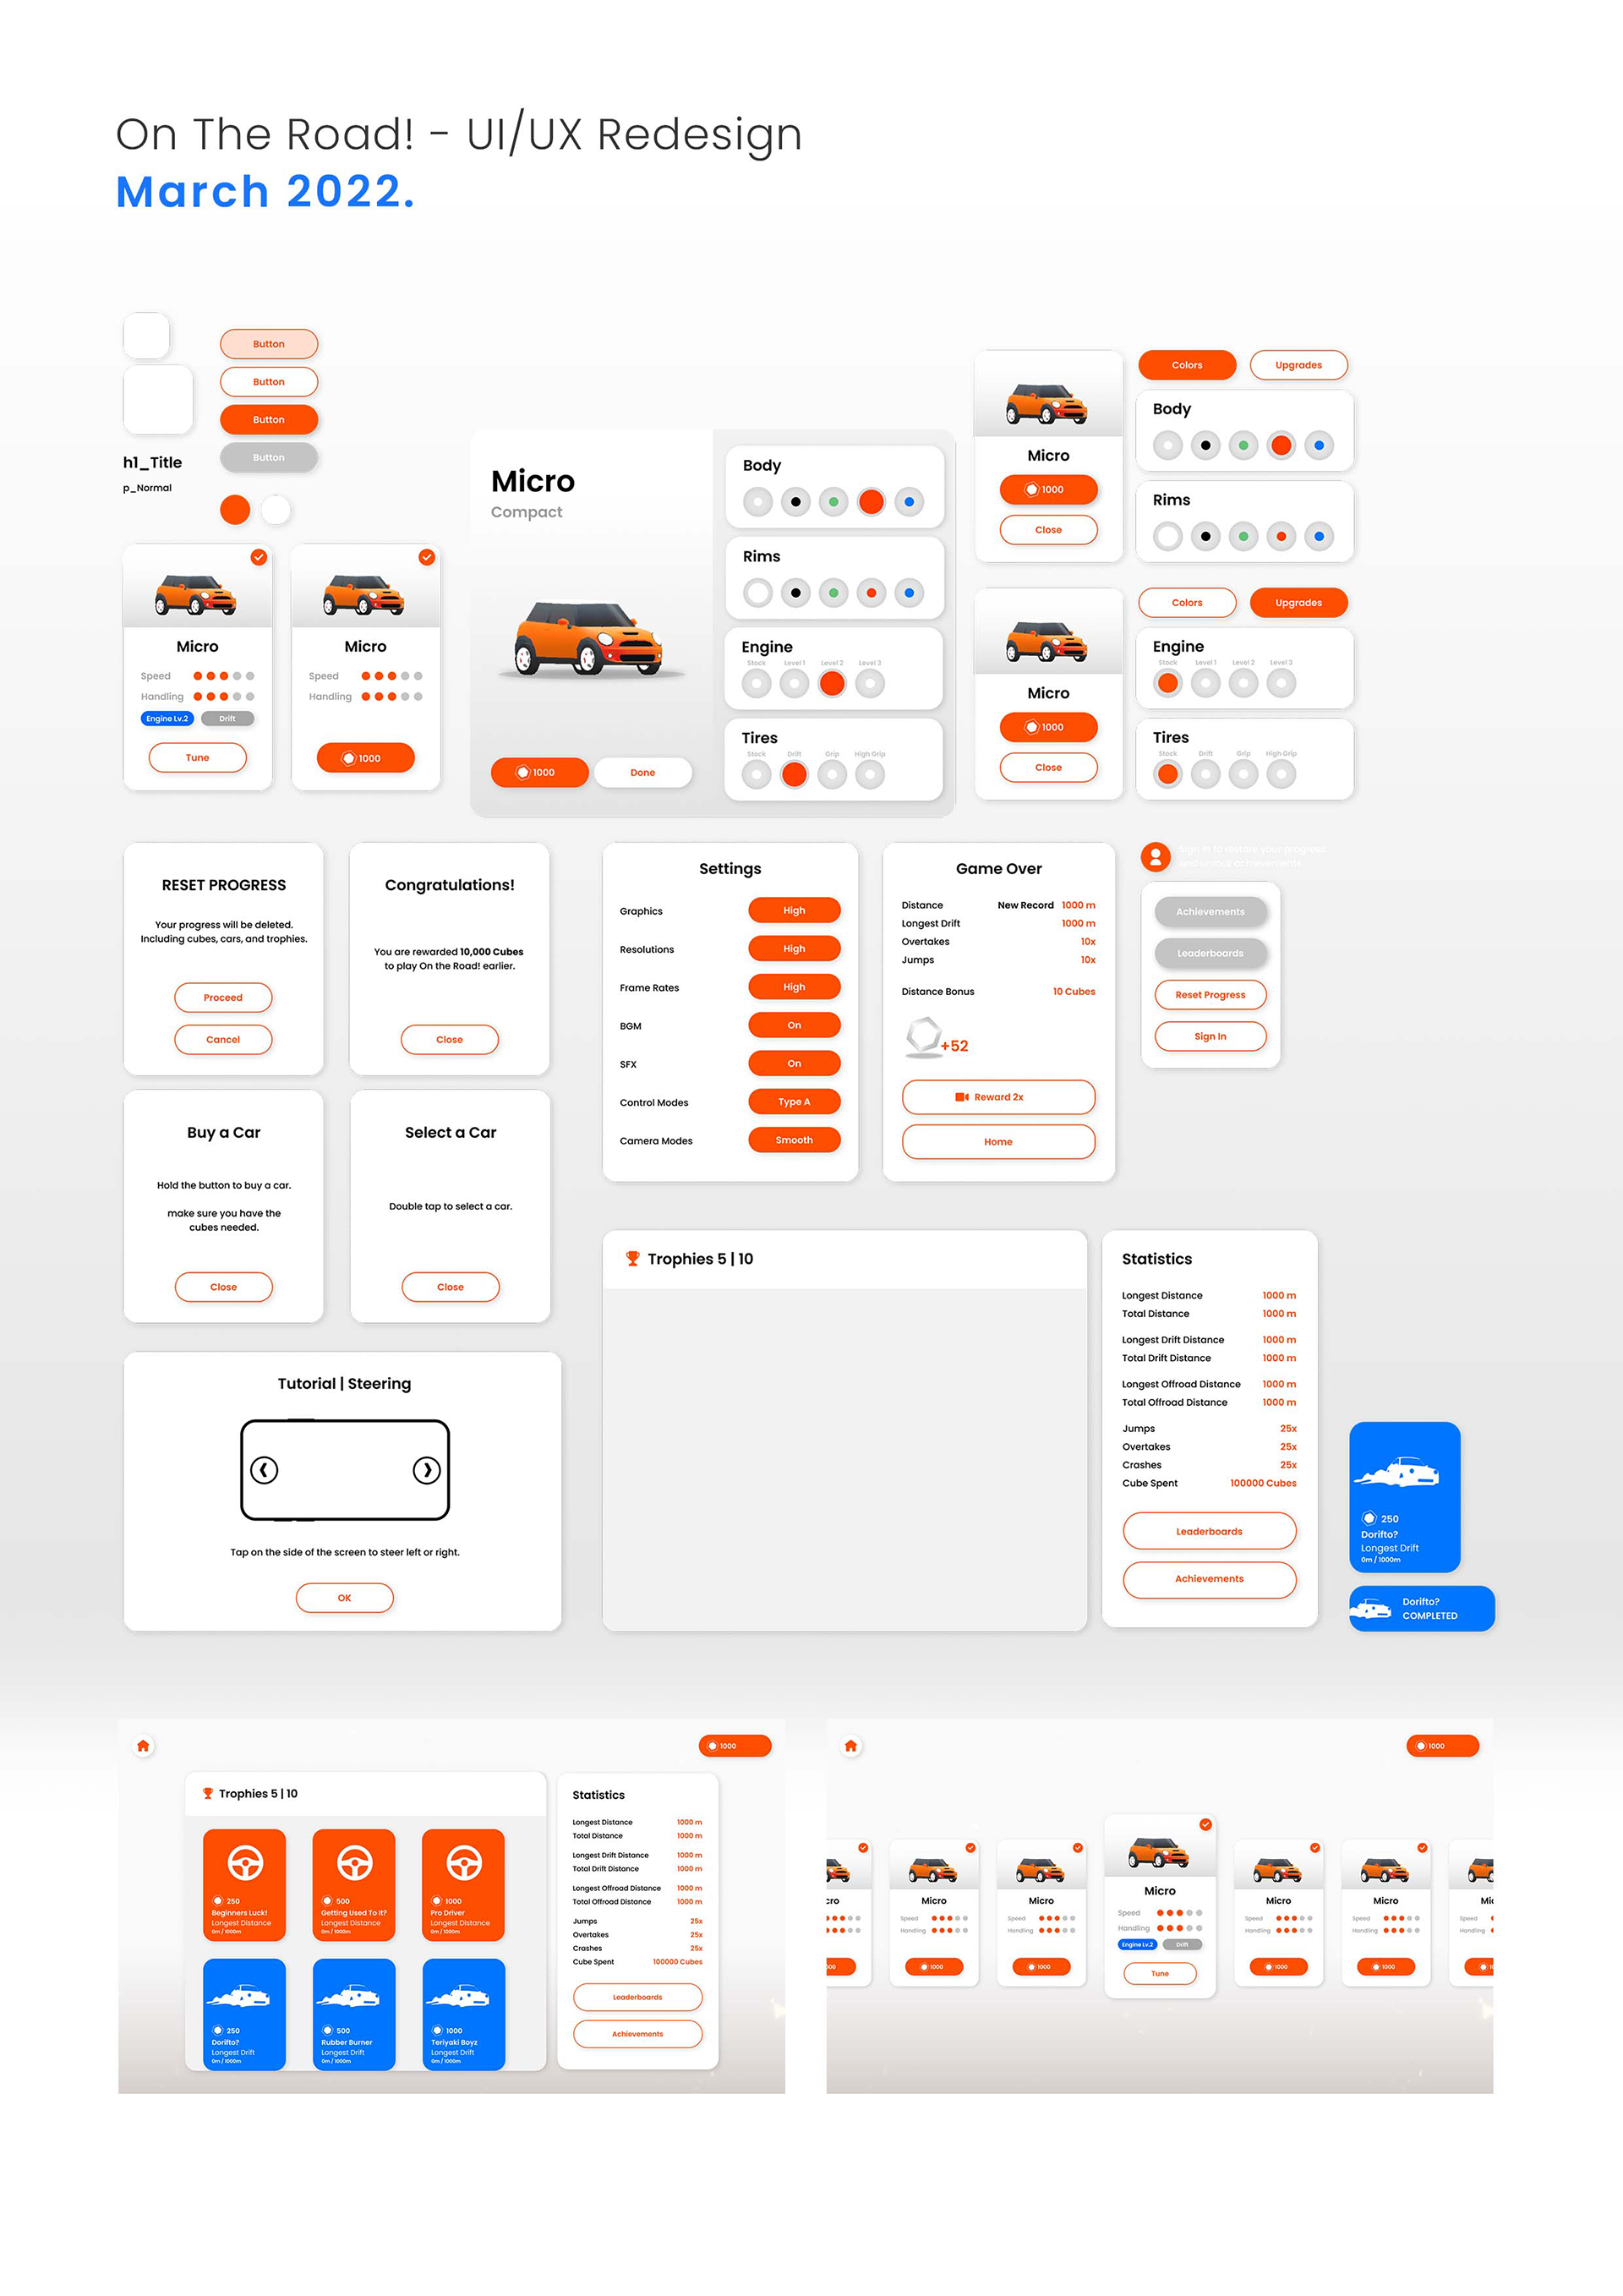 On The Road! - UI/UX Redesign
March 2022.
Button
Button
Button
Button
h1_Title
p_Normal
Micro
Speed
Handling
Engine Lv.2 Drift
Tune
Micro
Speed
Handling
1000
Micro
Compact
1000 Done
Body
Rims
Engine
Stock Level 1 Level 2 Level 3
Tires
Stock Drift Grip High Grip
Micro
1000
Close
Colors Upgrades
Body
Rims
Micro
1000
Close
Colors Upgrades
Engine
Stock Level 1 Level 2 Level 3
Tires
Stock Drift Grip High Grip
RESET PROGRESS
Your progress will be deleted.
Including cubes, cars, and trophies.
Proceed
Cancel
Congratulations!
You are rewarded 10,000 Cubes
to play On the Road! earlier.
Close
Settings
Graphics High
Resolutions High
Frame Rates High
BGM On
SFX On
Control Modes Type A
Camera Modes Smooth
Game Over
Distance New Record 1000 m
Longest Drift 1000 m
Overtakes 10x
Jumps 10x
Distance Bonus 10 Cubes
+52
Reward 2x
Home
Sign in to restore your progress
and unlock achievements.
Achievements
Leaderboards
Reset Progress
Sign In
Buy a Car
Hold the button to buy a car.
make sure you have the
cubes needed.
Close
Select a Car
Double tap to select a car.
Close
Tutorial | Steering
Tap on the side of the screen to steer left or right.
OK
Trophies 5 | 10
Statistics
Longest Distance 1000 m
Total Distance 1000 m
Longest Drift Distance 1000 m
Total Drift Distance 1000 m
Longest Offroad Distance 1000 m
Total Offroad Distance 1000 m
Jumps 25x
Overtakes 25x
Crashes 25x
Cube Spent 100000 Cubes
Leaderboards
Achievements
250
Dorifto?
Longest Drift
0m / 1000m
Dorifto?
COMPLETED
1000
Trophies 5 | 10
250
Beginners Luck!
Longest Distance
0m / 1000m
500
Getting Used To It?
Longest Distance
0m / 1000m
1000
Pro Driver
Longest Distance
0m / 1000m
250
Dorifto?
Longest Drift
0m / 1000m
500
Rubber Burner
Longest Drift
0m / 1000m
1000
Teriyaki Boyz
Longest Drift
0m / 1000m
Statistics
Longest Distance 1000 m
Total Distance 1000 m
Longest Drift Distance 1000 m
Total Drift Distance 1000 m
Longest Offroad Distance 1000 m
Total Offroad Distance 1000 m
Jumps 25x
Overtakes 25x
Crashes 25x
Cube Spent 100000 Cubes
Leaderboards
Achievements
1000
cro
000
Micro
Speed
Handling
1000
Micro
Speed
Handling
1000
Micro
Speed
Handling
Engine Lv.2 Drift
Tune
Micro
Speed
Handling
1000
Micro
Speed
Handling
1000
Mic
Speed
Handling